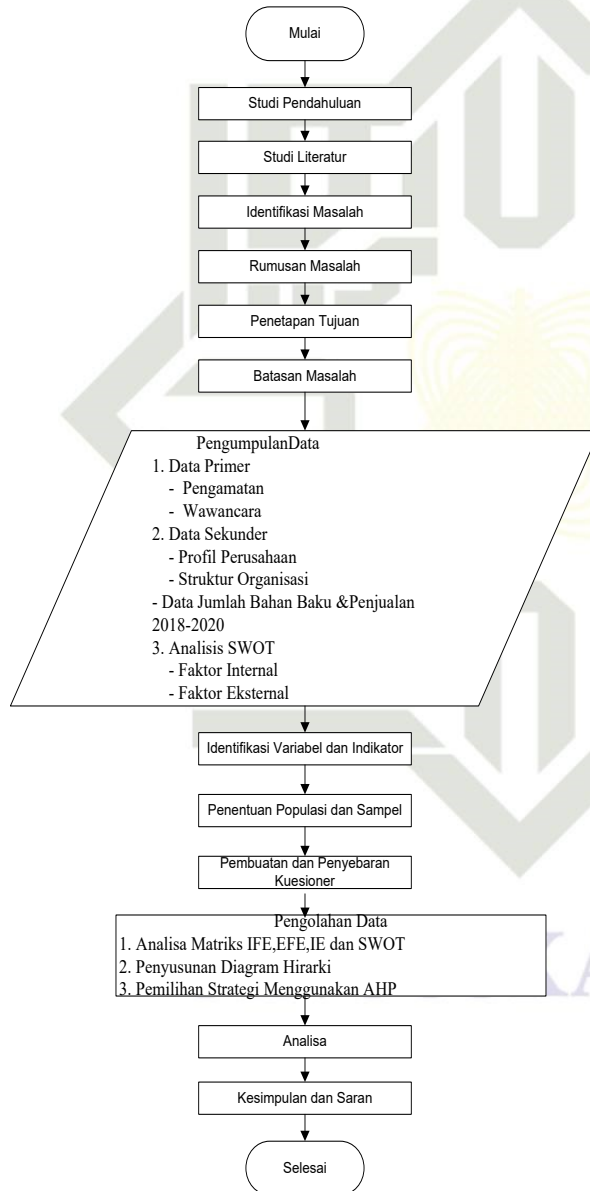 Mulai
Studi Pendahuluan
Studi Literatur
Identifikasi Masalah
Rumusan Masalah
Penetapan Tujuan
Batasan Masalah
PengumpulanData
1. Data Primer
- Pengamatan
- Wawancara
2. Data Sekunder
- Profil Perusahaan
- Struktur Organisasi
- Data Jumlah Bahan Baku &Penjualan
2018-2020
3. Analisis SWOT
- Faktor Internal
- Faktor Eksternal
Identifikasi Variabel dan Indikator
Penentuan Populasi dan Sampel
Pembuatan dan Penyebaran
Kuesioner
Pengolahan Data
1. Analisa Matriks IFE,EFE,IE dan SWOT
2. Penyusunan Diagram Hirarki
3. Pemilihan Strategi Menggunakan AHP
Analisa
Kesimpulan dan Saran
Selesai